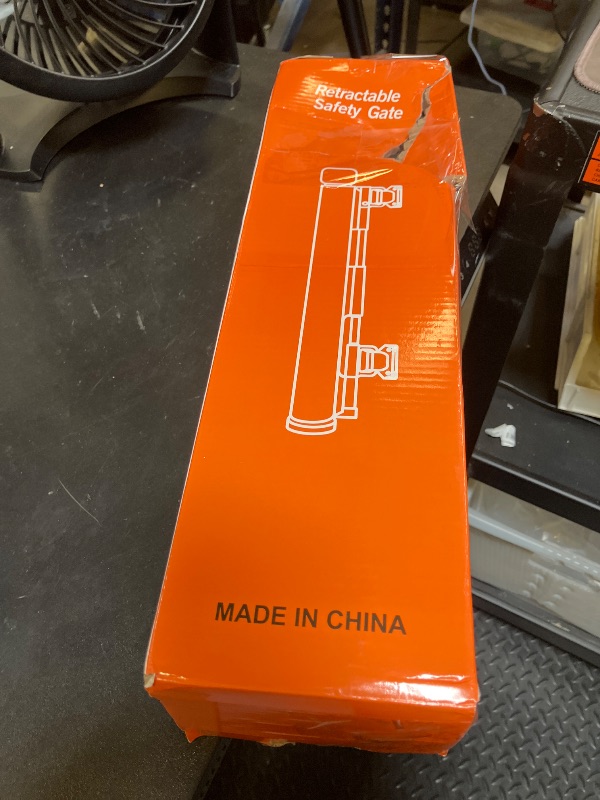 Retractable
Safety Gate
MADE IN CHINA